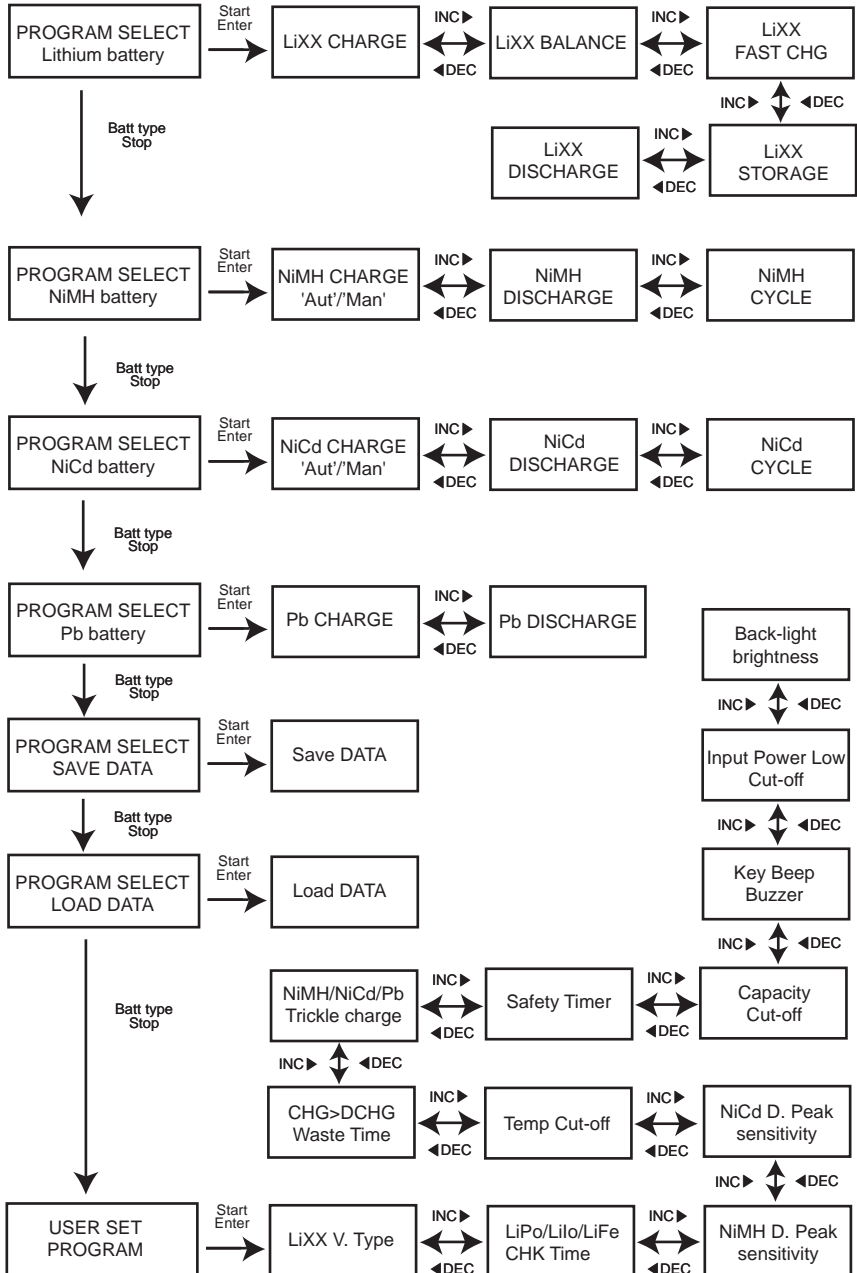 PROGRAM SELECT
Lithium battery
Start
Enter
LiXX CHARGE
INC▶
◀DEC
LiXX BALANCE
INC▶
◀DEC
LiXX
FAST CHG
INC▶ ◀DEC
LiXX
STORAGE
INC▶
◀DEC
LiXX
DISCHARGE
Batt type
Stop
PROGRAM SELECT
NiMH battery
Start
Enter
NiMH CHARGE
'Aut'/'Man'
INC▶
◀DEC
NiMH
DISCHARGE
INC▶
◀DEC
NiMH
CYCLE
Batt type
Stop
PROGRAM SELECT
NiCd battery
Start
Enter
NiCd CHARGE
'Aut'/'Man'
INC▶
◀DEC
NiCd
DISCHARGE
INC▶
◀DEC
NiCd
CYCLE
Batt type
Stop
PROGRAM SELECT
Pb battery
Start
Enter
Pb CHARGE
INC▶
◀DEC
Pb DISCHARGE
Batt type
Stop
PROGRAM SELECT
SAVE DATA
Start
Enter
Save DATA
Batt type
Stop
PROGRAM SELECT
LOAD DATA
Start
Enter
Load DATA
Batt type
Stop
Back-light
brightness
INC▶ ◀DEC
Input Power Low
Cut-off
INC▶ ◀DEC
Key Beep
Buzzer
INC▶ ◀DEC
NiMH/NiCd/Pb
Trickle charge
INC▶
◀DEC
Safety Timer
INC▶
◀DEC
Capacity
Cut-off
INC▶ ◀DEC
CHG>DCHG
Waste Time
INC▶
◀DEC
Temp Cut-off
INC▶
◀DEC
NiCd D. Peak
sensitivity
INC▶ ◀DEC
USER SET
PROGRAM
Start
Enter
LiXX V. Type
INC▶
◀DEC
LiPo/LiIo/LiFe
CHK Time
INC▶
◀DEC
NiMH D. Peak
sensitivity